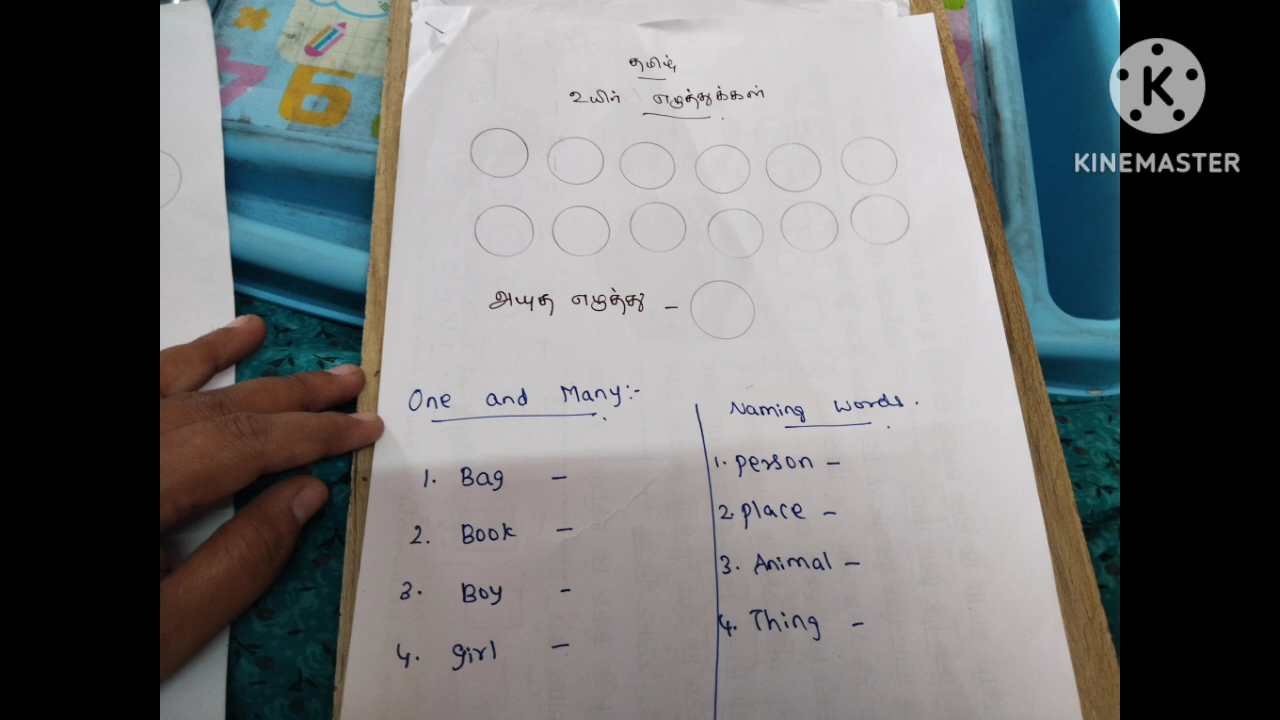 தமிழ்
உயிர் எழுத்துக்கள்
அயுத எழுத்து -
One and Many:-
1. Bag -
2. Book -
3. Boy -
4. girl -
Naming words.
1. person -
2. place -
3. Animal -
4. Thing -
KINEMASTER